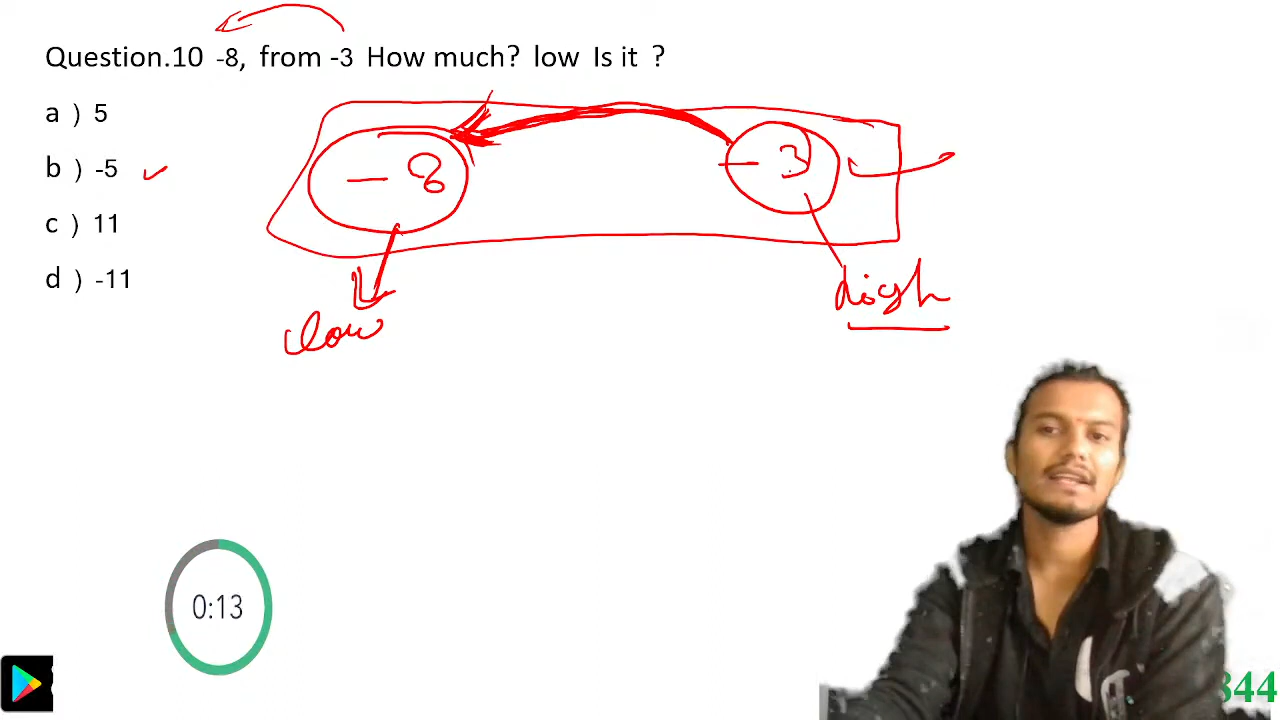 Question.10 -8, from -3 How much? low Is it ?
a ) 5
b ) -5 ✓
c ) 11
d ) -11
- 8
- 3
low
high
0:13
844